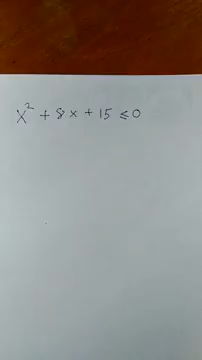 x² + 8x + 15 ≤ 0